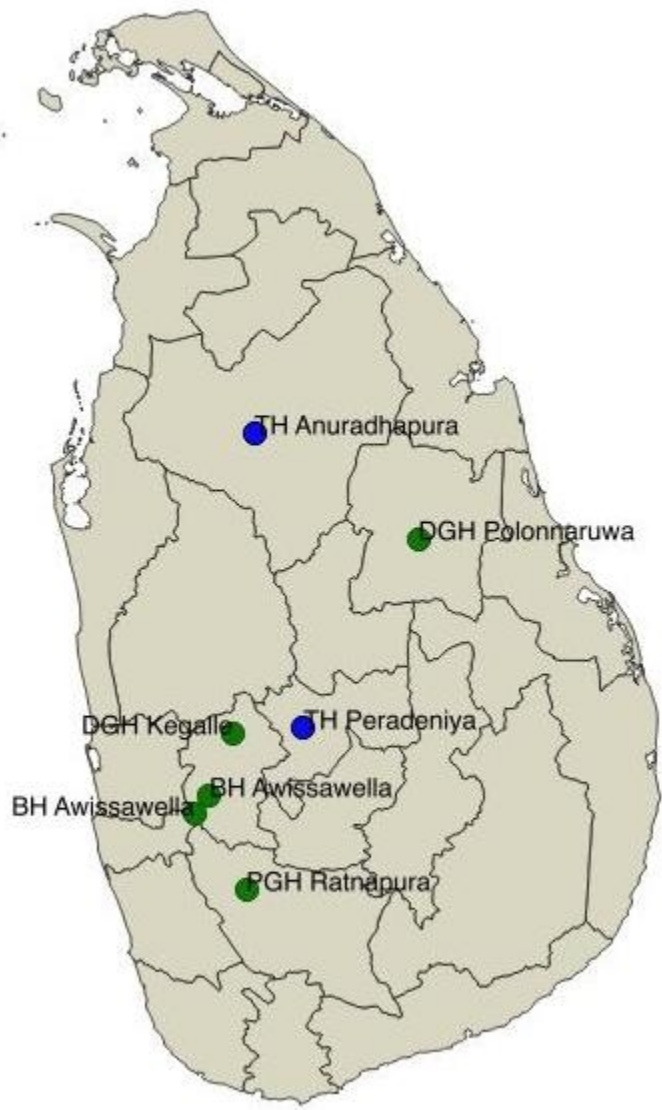 TH Anuradhapura
DGH Polonnaruwa
DGH Kegalle
TH Peradeniya
BH Awissawella
BH Awissawella
PGH Ratnapura